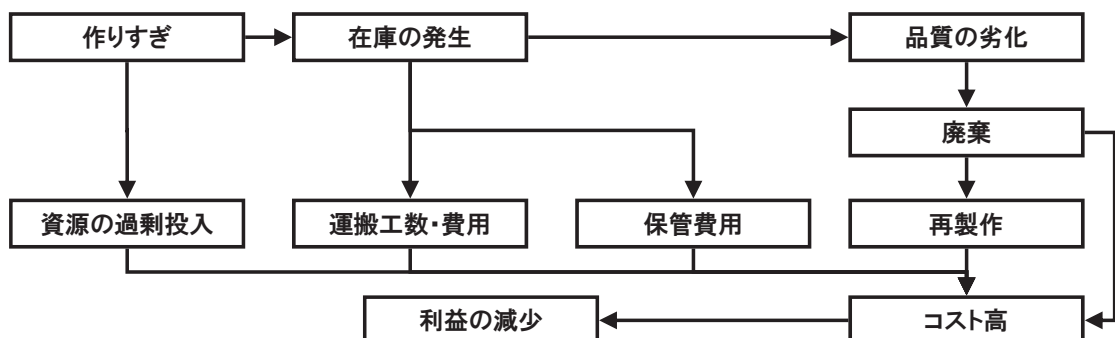 作りすぎ
在庫の発生
品質の劣化
廃棄
資源の過剰投入
運搬工数・費用
保管費用
再製作
利益の減少
コスト高